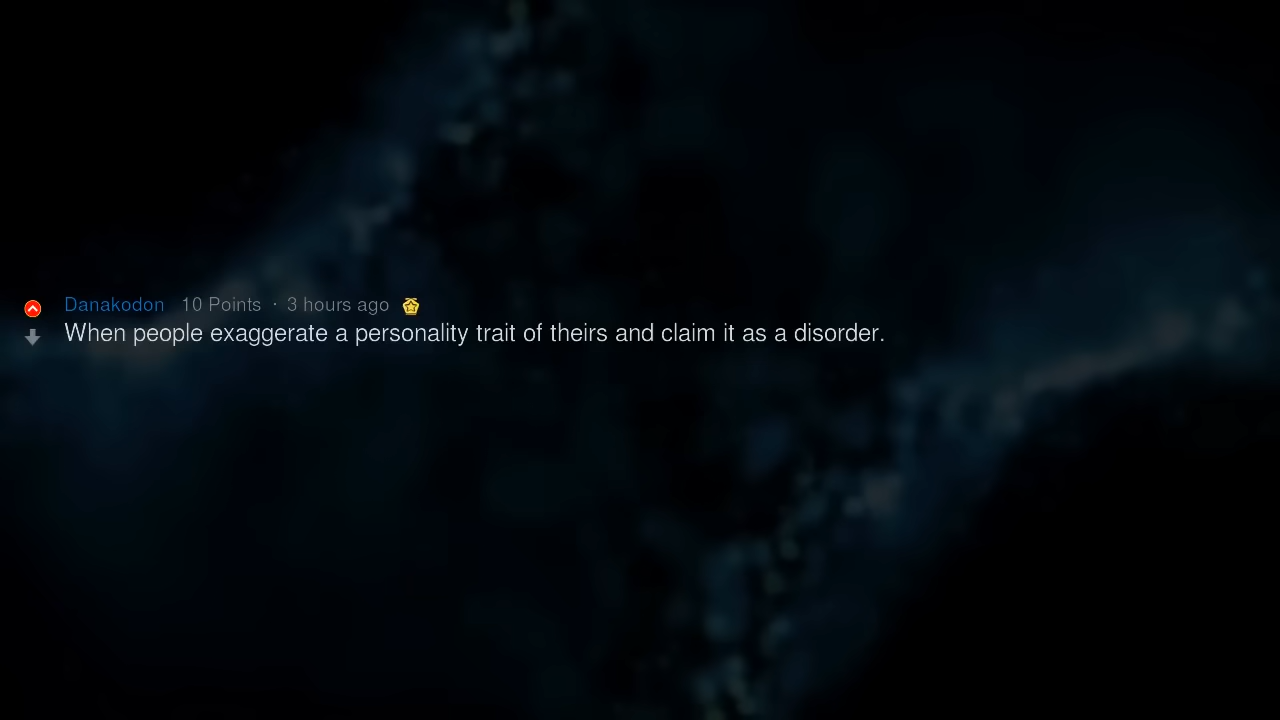 Danakodon 10 Points · 3 hours ago
When people exaggerate a personality trait of theirs and claim it as a disorder.